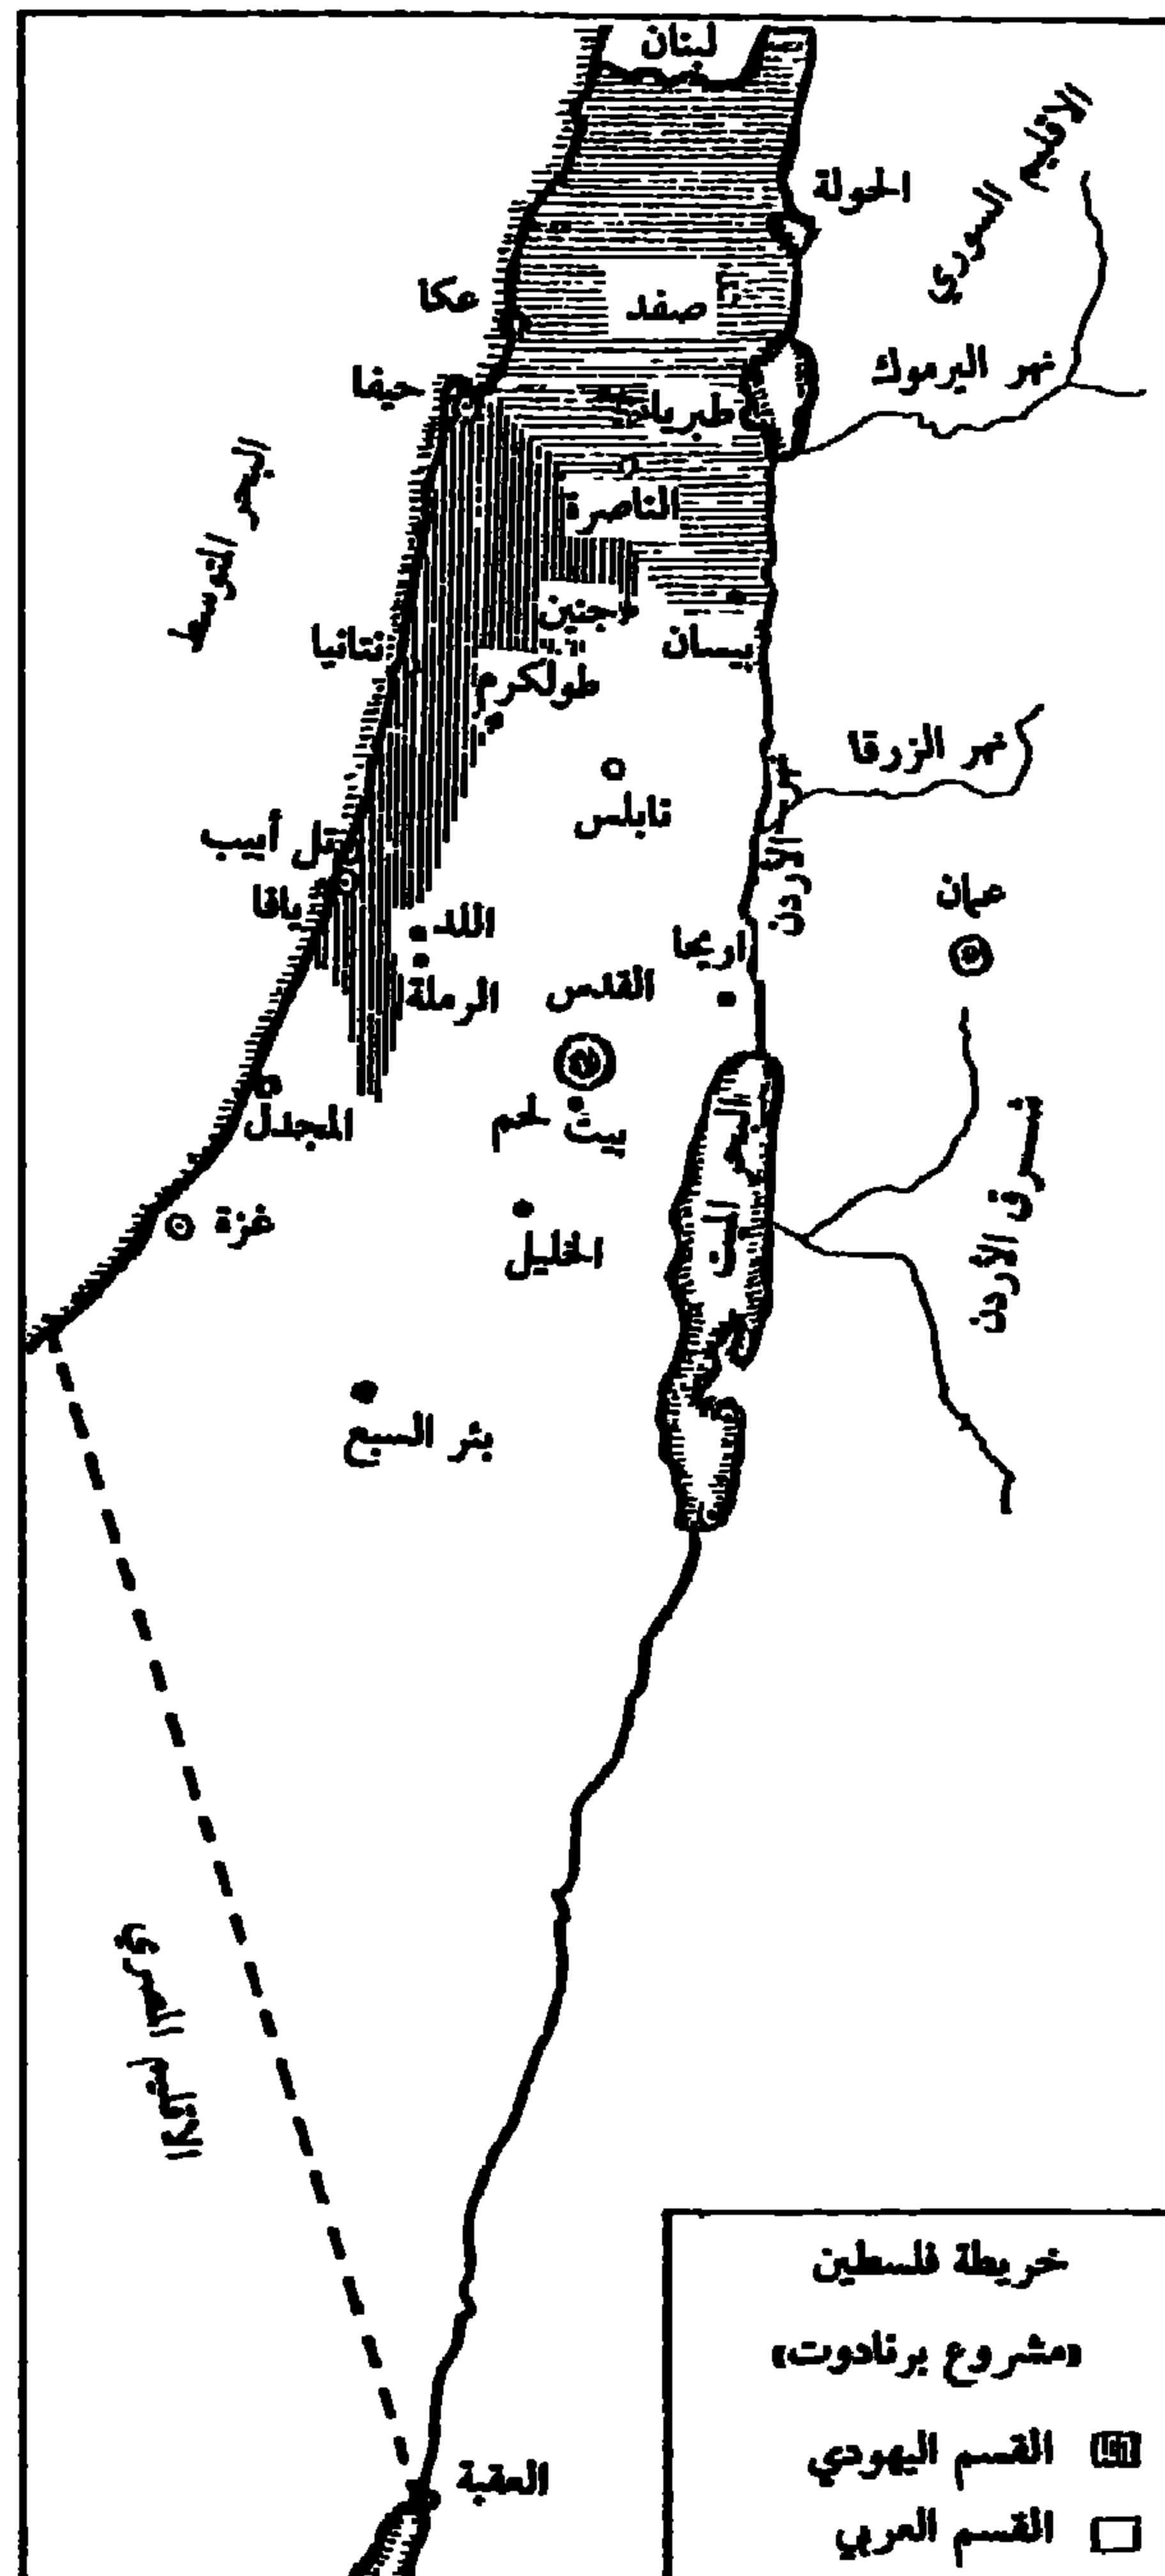 لبنان
الاقليم السوري
الحولة
عكا
صفد
نهر اليرموك
حيفا
طبريا
البحر المتوسط
الناصرة
جنين
بيسان
نتانيا
طولكرم
نهر الزرقا
نابلس
نهر الأردن
تل أبيب
يافا
عمان
اللد
اريحا
القدس
الرملة
المجدل
بيت لحم
البحر الميت
شرق الأردن
غزة
الخليل
بئر السبع
الاقليم المصري
العقبة
خريطة فلسطين
«مشروع برنادوت»
القسم اليهودي
القسم العربي